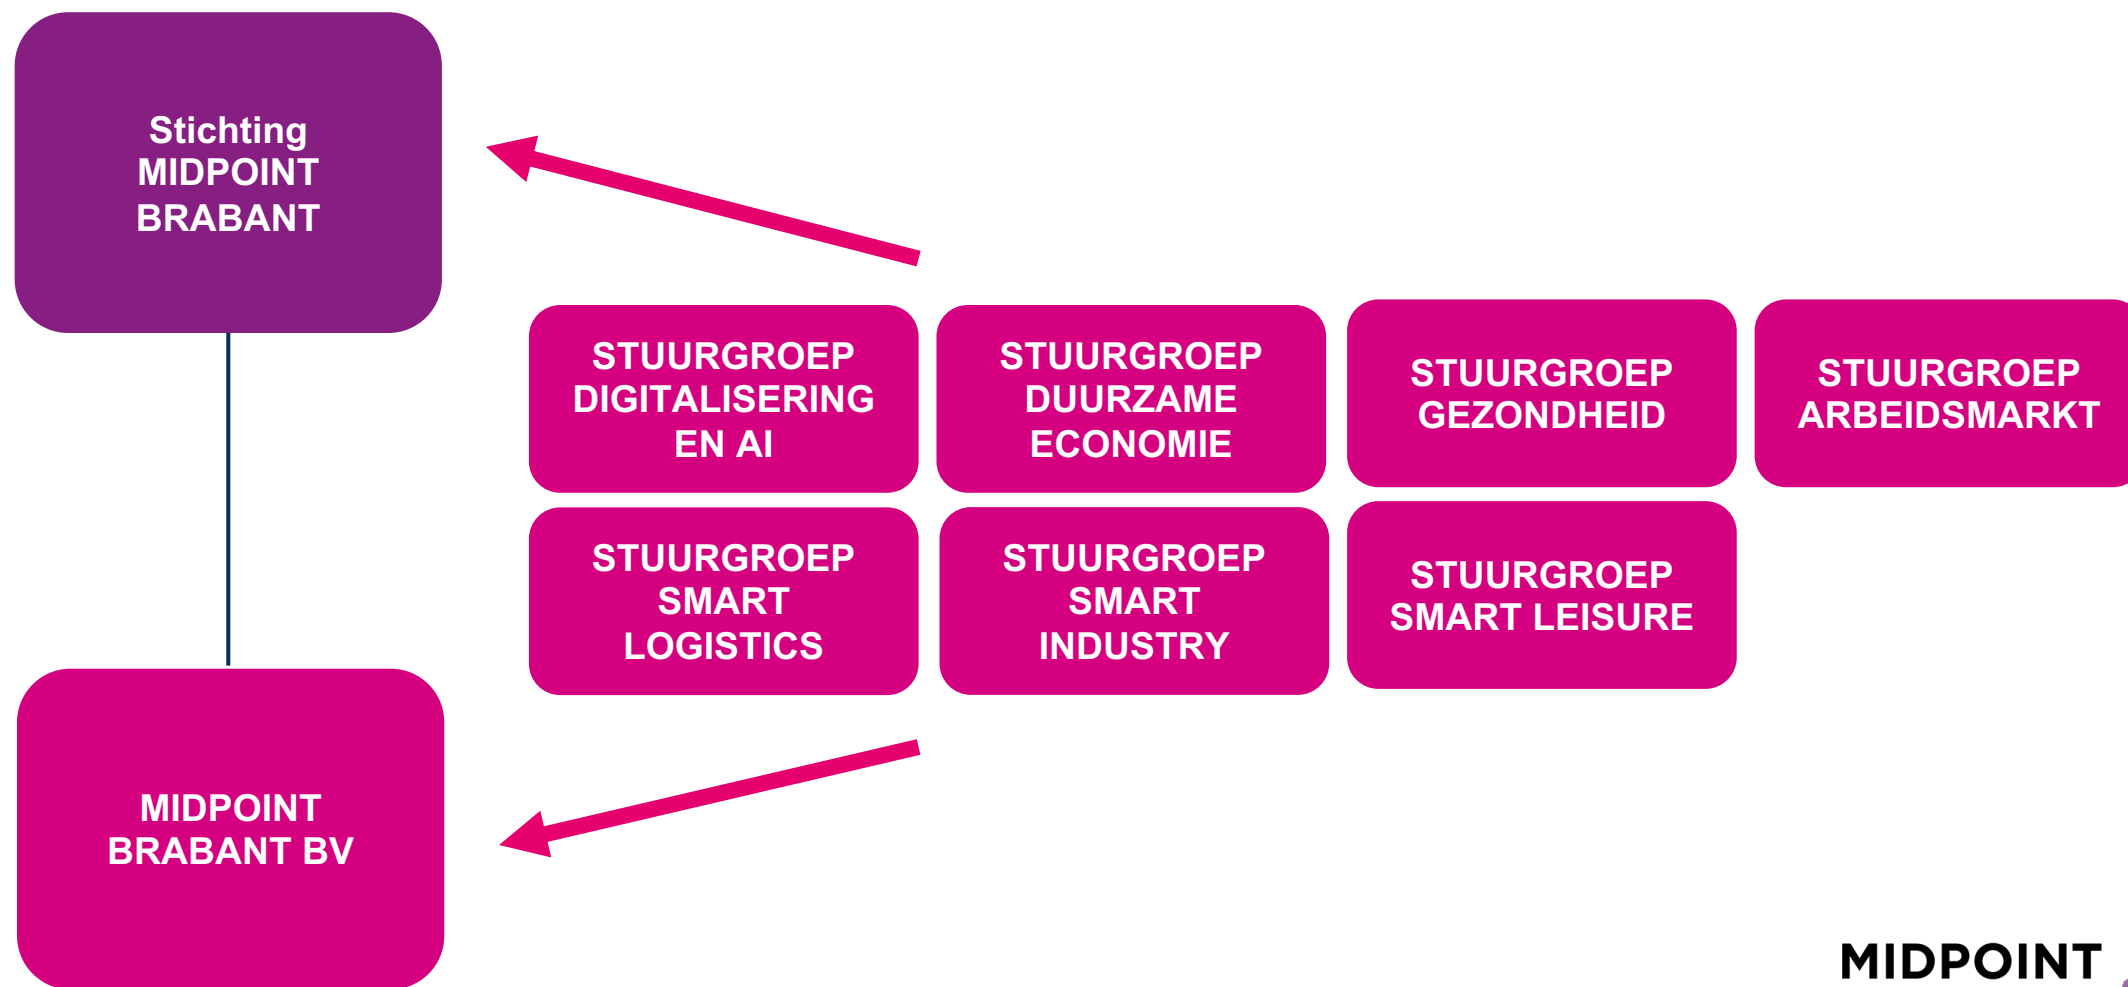 Stichting
MIDPOINT
BRABANT
STUURGROEP
DIGITALISERING
EN AI
STUURGROEP
DUURZAME
ECONOMIE
STUURGROEP
GEZONDHEID
STUURGROEP
ARBEIDSMARKT
STUURGROEP
SMART
LOGISTICS
STUURGROEP
SMART
INDUSTRY
STUURGROEP
SMART LEISURE
MIDPOINT
BRABANT BV
MIDPOINT